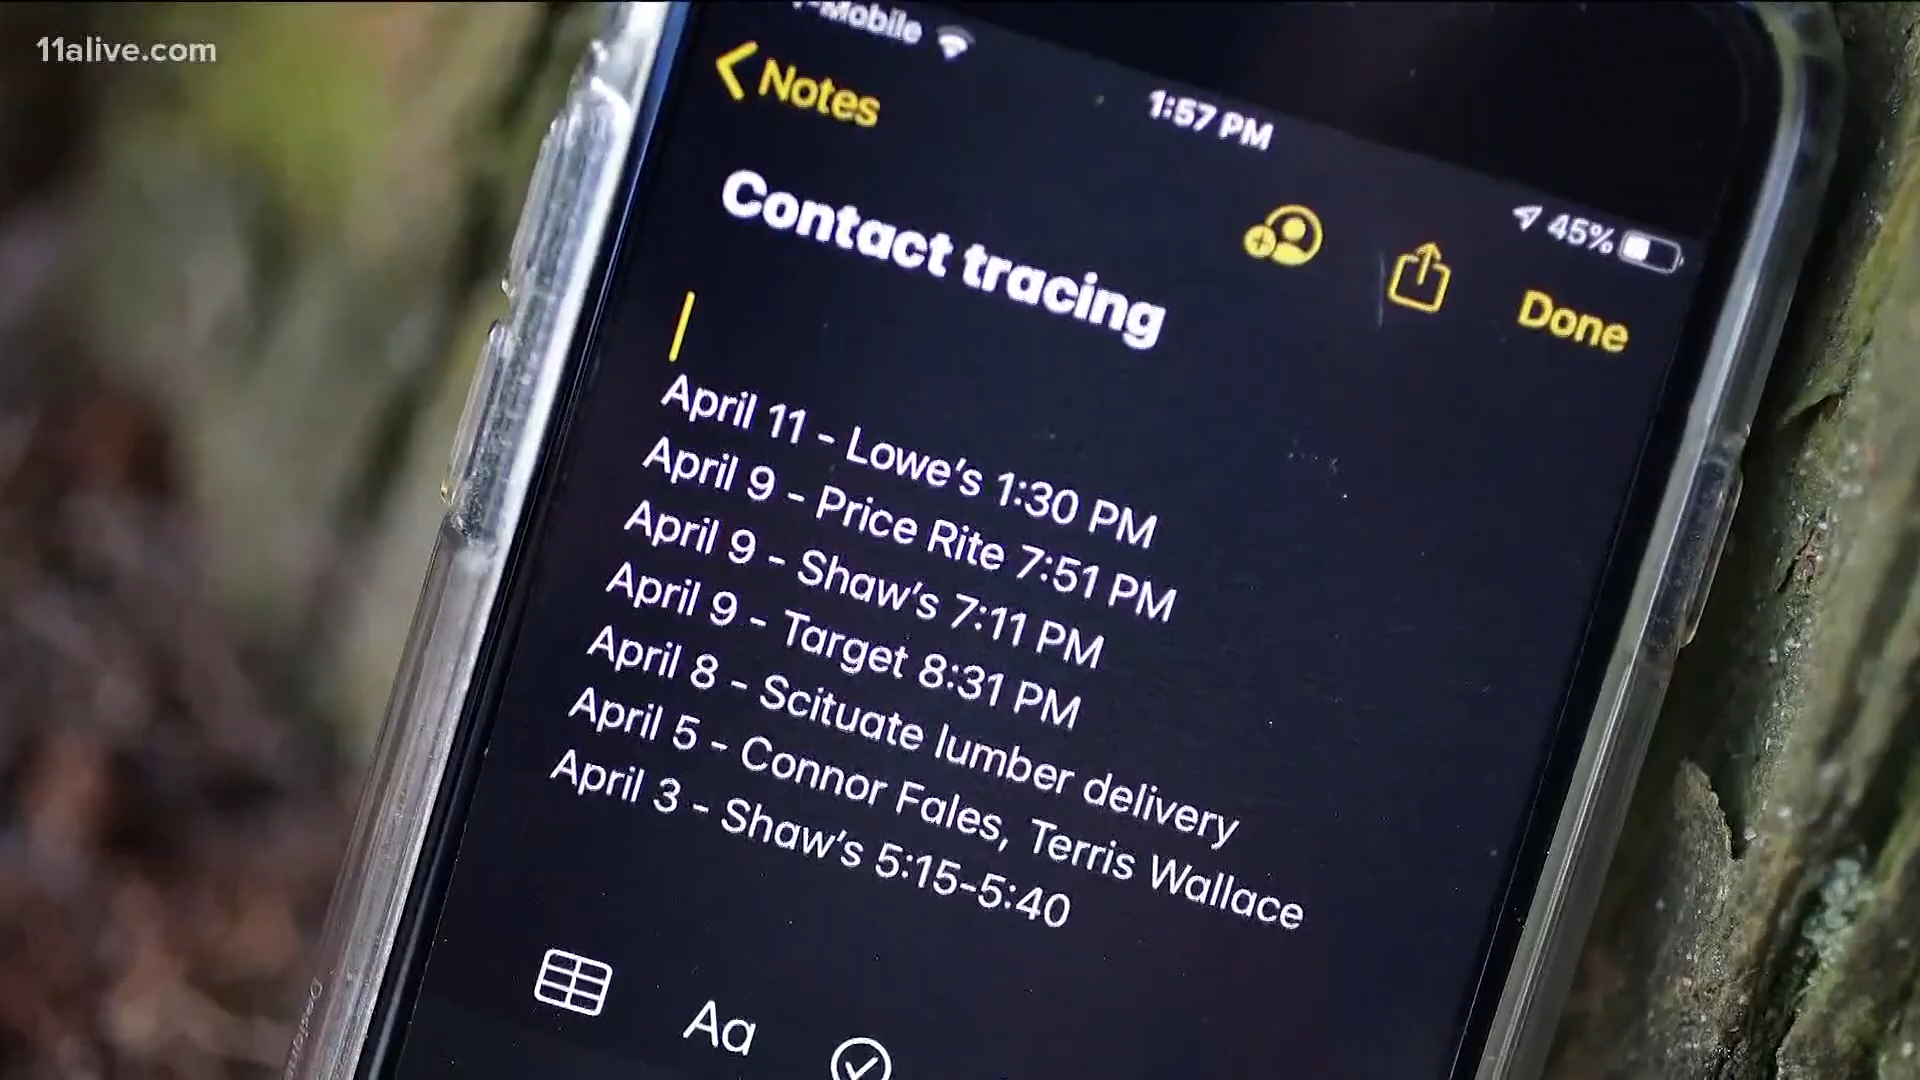 11alive.com
-Mobile
1:57 PM
45%
Notes
Done
Contact tracing
April 11 - Lowe's 1:30 PM
April 9 - Price Rite 7:51 PM
April 9 - Shaw's 7:11 PM
April 9 - Target 8:31 PM
April 8 - Scituate lumber delivery
April 5 - Connor Fales, Terris Wallace
April 3 - Shaw's 5:15-5:40
Aa